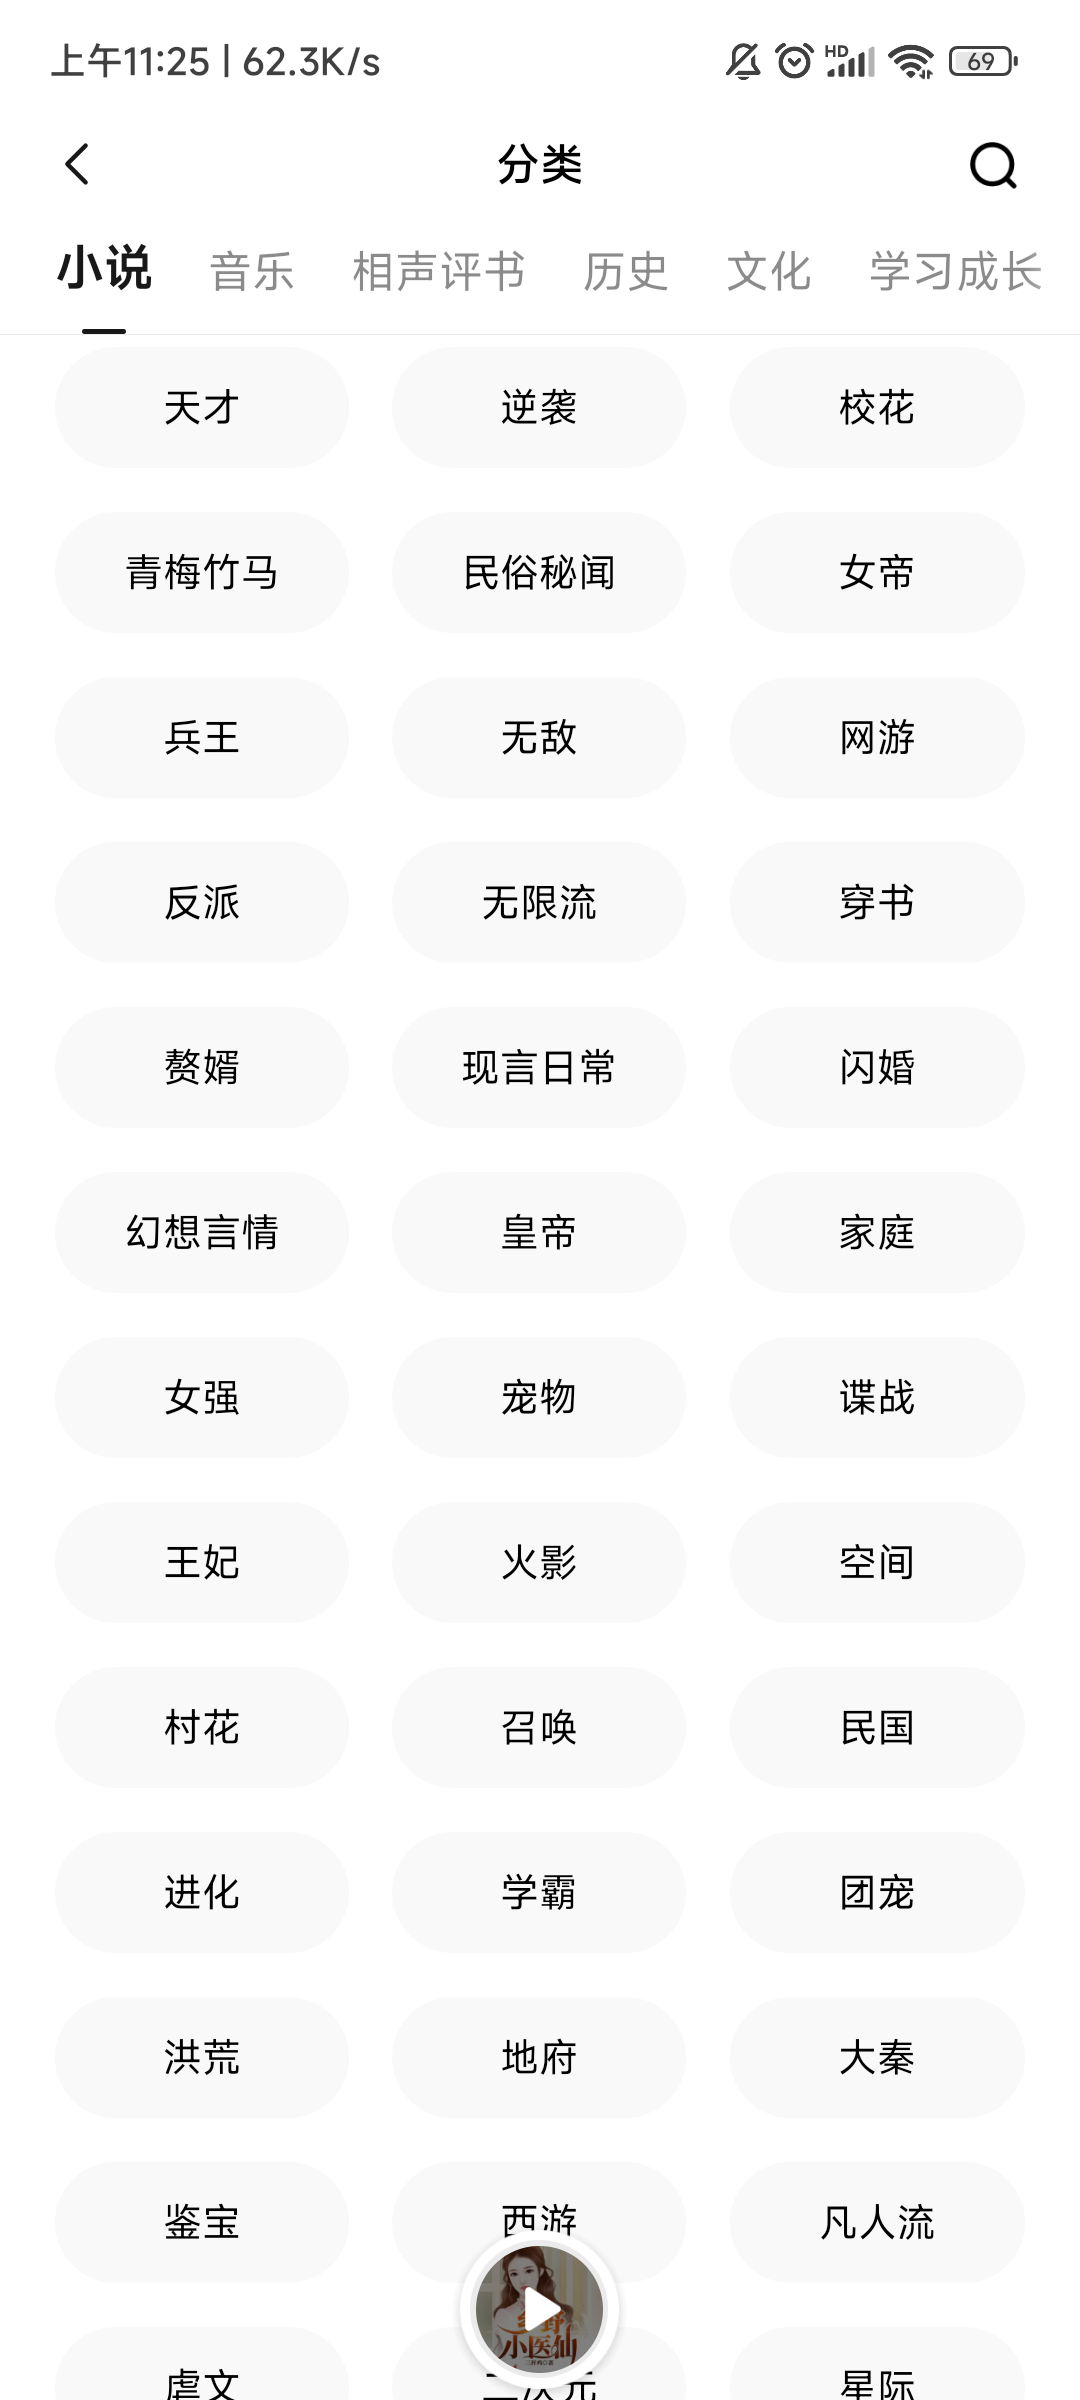 上午11:25 | 62.3K/s HD 69
分类
小说 音乐 相声评书 历史 文化 学习成长
天才 逆袭 校花
青梅竹马 民俗秘闻 女帝
兵王 无敌 网游
反派 无限流 穿书
赘婿 现言日常 闪婚
幻想言情 皇帝 家庭
女强 宠物 谍战
王妃 火影 空间
村花 召唤 民国
进化 学霸 团宠
洪荒 地府 大秦
鉴宝 西游 凡人流
小医仙
虐文 二次元 星际